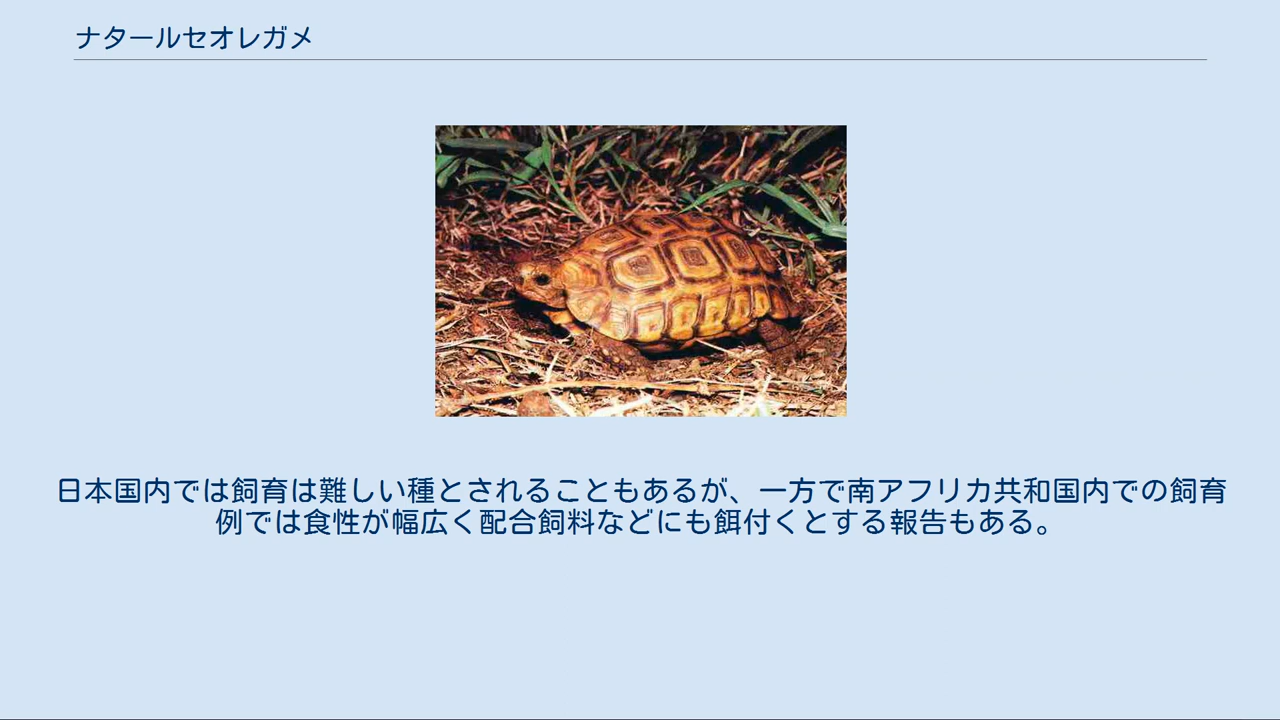 ナタールセオレガメ
日本国内では飼育は難しい種とされることもあるが、一方で南アフリカ共和国内での飼育
例では食性が幅広く配合飼料などにも餌付くとする報告もある。